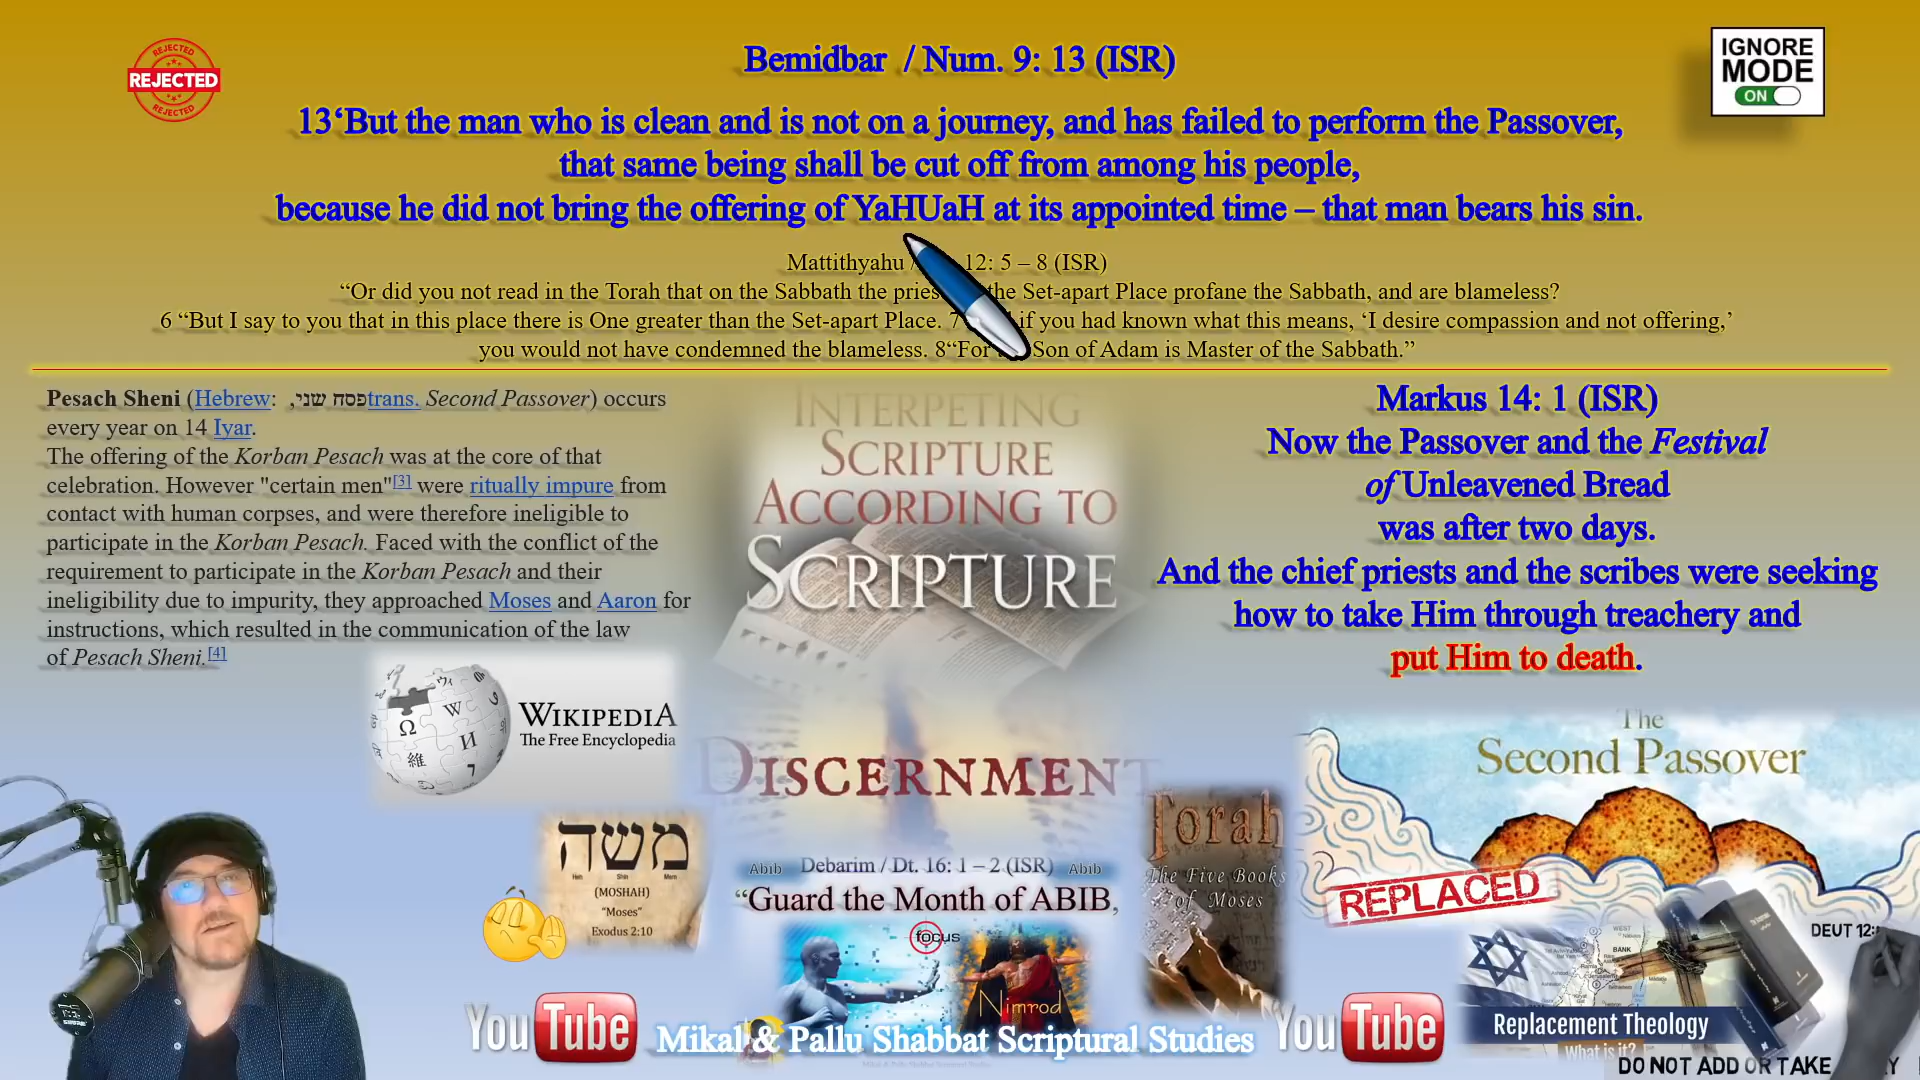 REJECTED
REJECTED
REJECTED
IGNORE
MODE
ON
Bemidbar / Num. 9: 13 (ISR)
13‘But the man who is clean and is not on a journey, and has failed to perform the Passover,
that same being shall be cut off from among his people,
because he did not bring the offering of YaHUaH at its appointed time – that man bears his sin.
Mattithyahu / 12: 5 – 8 (ISR)
“Or did you not read in the Torah that on the Sabbath the the Set-apart Place profane the Sabbath, and are blameless?
6 “But I say to you that in this place there is One greater than the Set-apart Place. 7 if you had known what this means, ‘I desire compassion and not offering,’
you would not have condemned the blameless. 8“For Son of Adam is Master of the Sabbath.”
Pesach Sheni (Hebrew: פסח שני, trans. Second Passover) occurs
every year on 14 Iyar.
The offering of the Korban Pesach was at the core of that
celebration. However "certain men"[3] were ritually impure from
contact with human corpses, and were therefore ineligible to
participate in the Korban Pesach. Faced with the conflict of the
requirement to participate in the Korban Pesach and their
ineligibility due to impurity, they approached Moses and Aaron for
instructions, which resulted in the communication of the law
of Pesach Sheni.[4]
INTERPETING
SCRIPTURE
ACCORDING TO
SCRIPTURE
Markus 14: 1 (ISR)
Now the Passover and the Festival
of Unleavened Bread
was after two days.
And the chief priests and the scribes were seeking
how to take Him through treachery and
put Him to death.
WIKIPEDIA
The Free Encyclopedia
DISCERNMENT
The
Second Passover
REPLACED
משה
Heh Shin Mem
(MOSHAH)
“Moses”
Exodus 2:10
Abib Debarim / Dt. 16: 1 – 2 (ISR) Abib
“Guard the Month of ABIB,
focus
Nimrod
Torah
The Five Books
of Moses
DEUT 12:
WEST
BANK
Replacement Theology
What is it?
DO NOT ADD OR TAKE
YouTube
Mikal & Pallu Shabbat Scriptural Studies
YouTube
SHURE